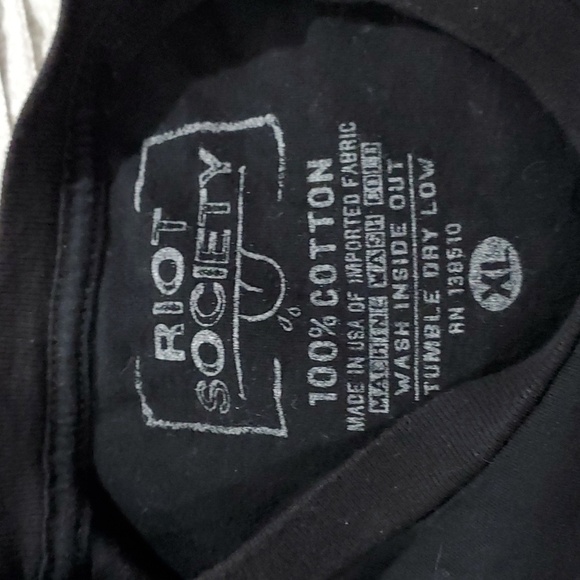 RIOT
SOCIETY
100% COTTON
MADE IN USA OF IMPORTED FABRIC
MACHINE WASH COLD
WASH INSIDE OUT
TUMBLE DRY LOW
RN 138510
XL